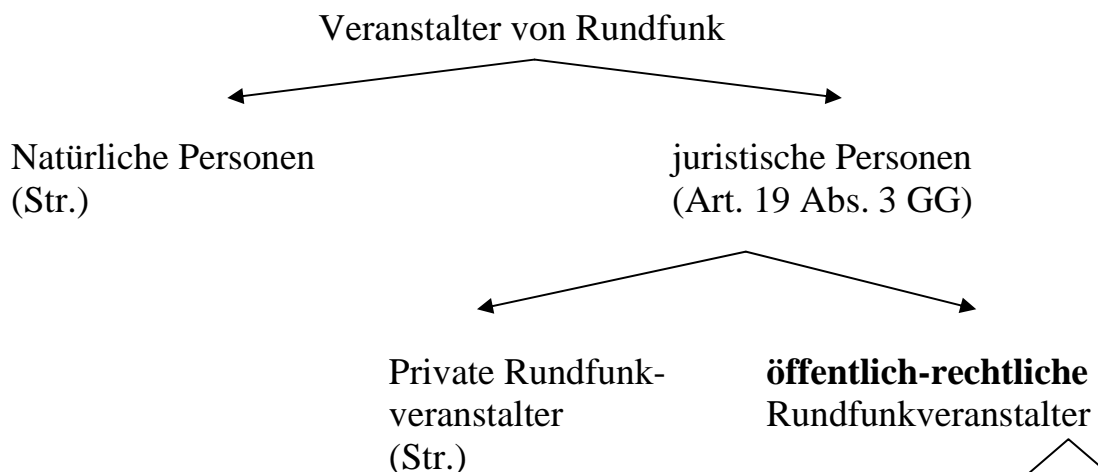 Veranstalter von Rundfunk
Natürliche Personen
(Str.)
juristische Personen
(Art. 19 Abs. 3 GG)
Private Rundfunk-
veranstalter
(Str.)
öffentlich-rechtliche
Rundfunkveranstalter